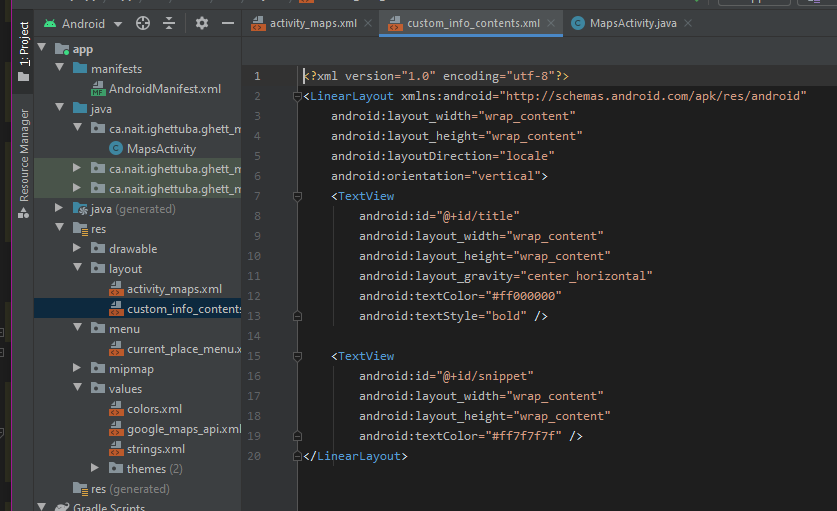 Android
activity_maps.xml
custom_info_contents.xml
MapsActivity.java
1: Project
Resource Manager
app
manifests
AndroidManifest.xml
java
ca.nait.ighettuba.ghett_m
MapsActivity
ca.nait.ighettuba.ghett_m
ca.nait.ighettuba.ghett_m
java (generated)
res
drawable
layout
activity_maps.xml
custom_info_contents
menu
current_place_menu.x
mipmap
values
colors.xml
google_maps_api.xml
strings.xml
themes (2)
res (generated)
Gradle Scripts
1 <?xml version="1.0" encoding="utf-8"?>
2 <LinearLayout xmlns:android="http://schemas.android.com/apk/res/android"
3 android:layout_width="wrap_content"
4 android:layout_height="wrap_content"
5 android:layoutDirection="locale"
6 android:orientation="vertical">
7 <TextView
8 android:id="@+id/title"
9 android:layout_width="wrap_content"
10 android:layout_height="wrap_content"
11 android:layout_gravity="center_horizontal"
12 android:textColor="#ff000000"
13 android:textStyle="bold" />
14
15 <TextView
16 android:id="@+id/snippet"
17 android:layout_width="wrap_content"
18 android:layout_height="wrap_content"
19 android:textColor="#ff7f7f7f" />
20 </LinearLayout>